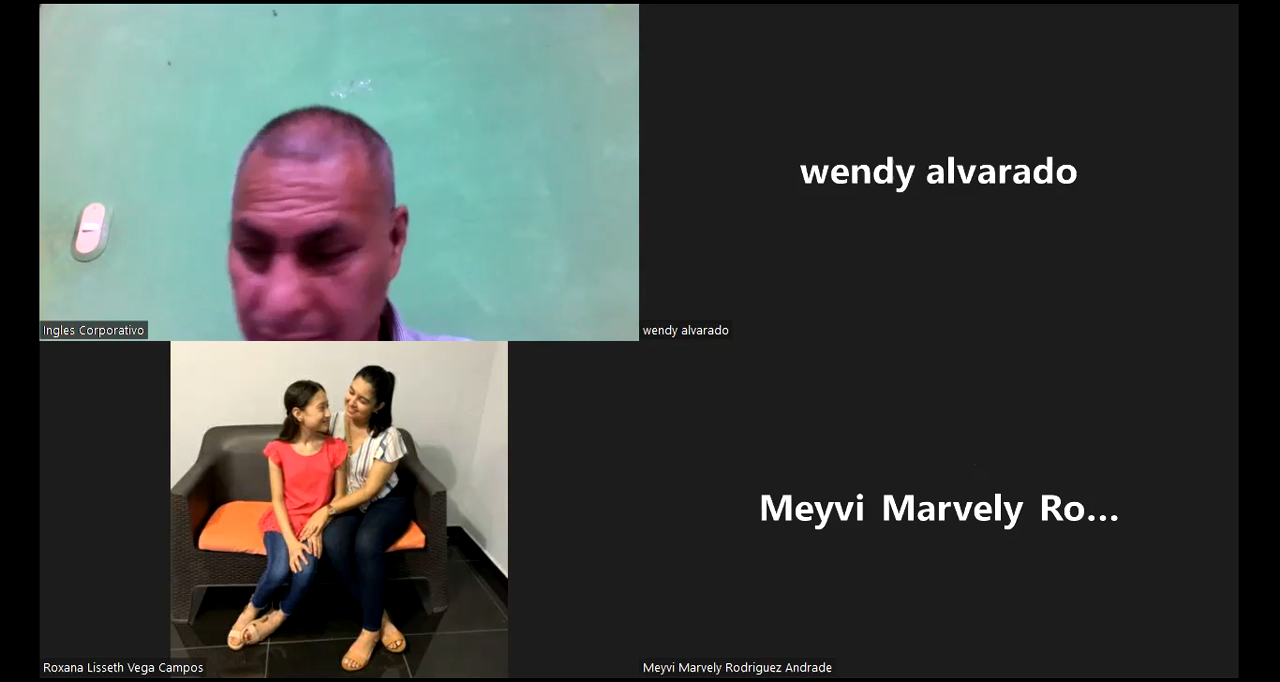 wendy alvarado
Ingles Corporativo
wendy alvarado
Meyvi Marvely Ro...
Roxana Lisseth Vega Campos
Meyvi Marvely Rodriguez Andrade